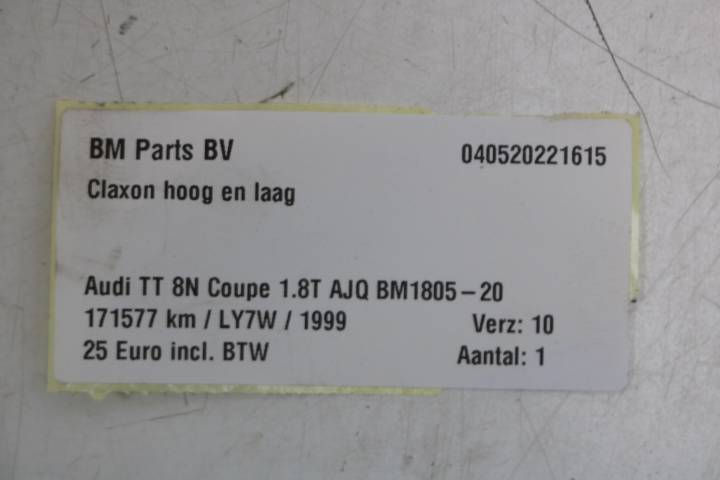 BM Parts BV 040520221615
Claxon hoog en laag
Audi TT 8N Coupe 1.8T AJQ BM1805-20
171577 km / LY7W / 1999 Verz: 10
25 Euro incl. BTW Aantal: 1